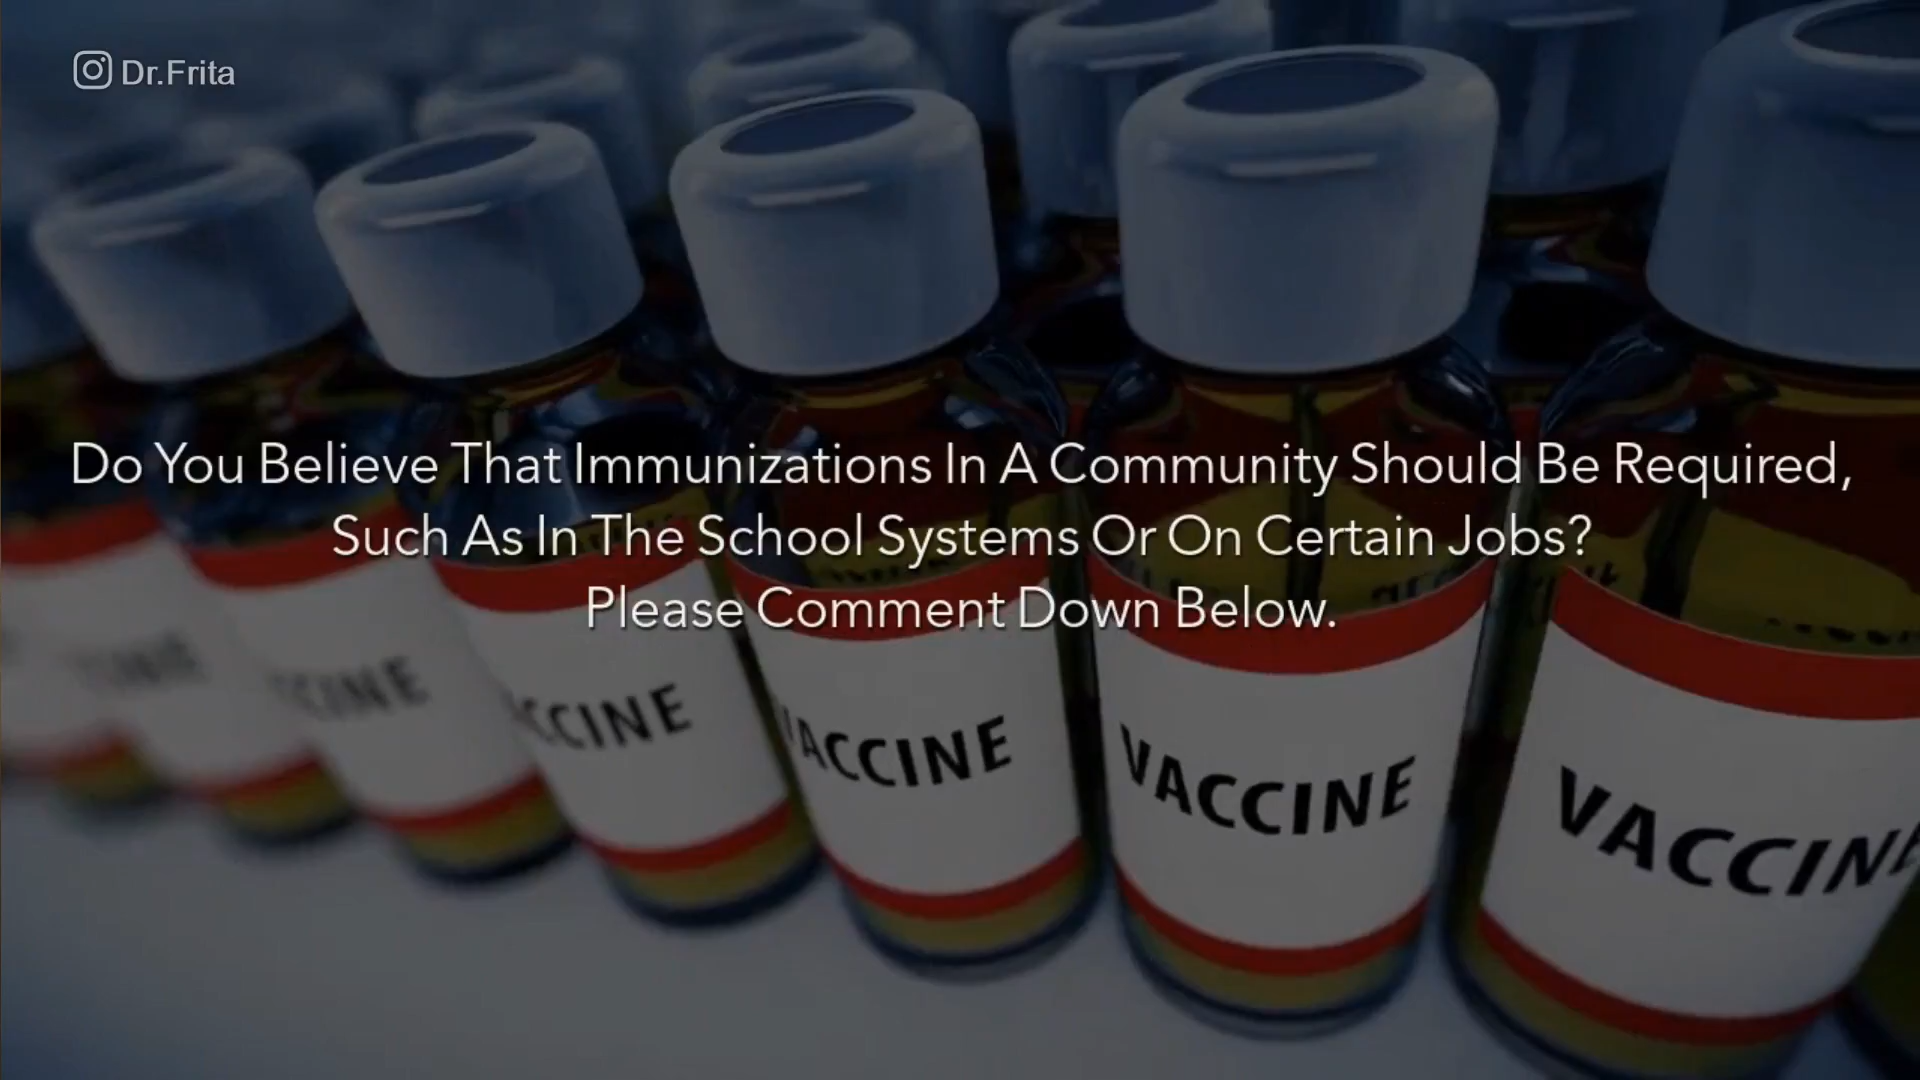 Dr.Frita
Do You Believe That Immunizations In A Community Should Be Required,
Such As In The School Systems Or On Certain Jobs?
Please Comment Down Below.
CCINE
VACCINE
VACCINE
VACCINE